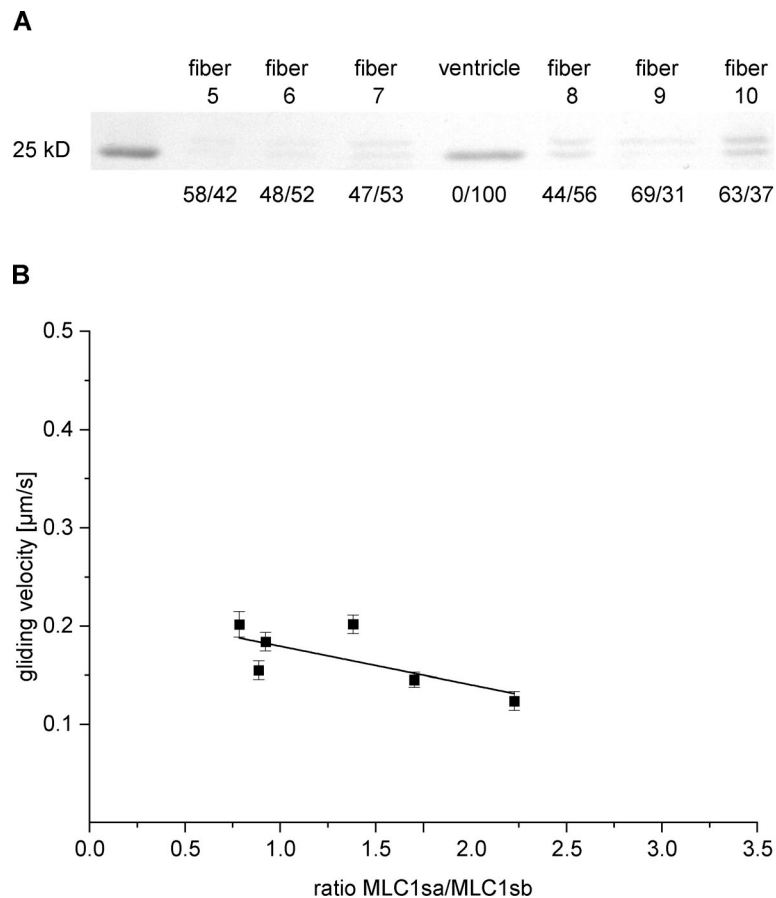 A
fiber 5 fiber 6 fiber 7 ventricle fiber 8 fiber 9 fiber 10
25 kD
58/42 48/52 47/53 0/100 44/56 69/31 63/37
B
0.5
0.4
0.3
0.2
0.1
gliding velocity [µm/s]
0.0 0.5 1.0 1.5 2.0 2.5 3.0 3.5
ratio MLC1sa/MLC1sb